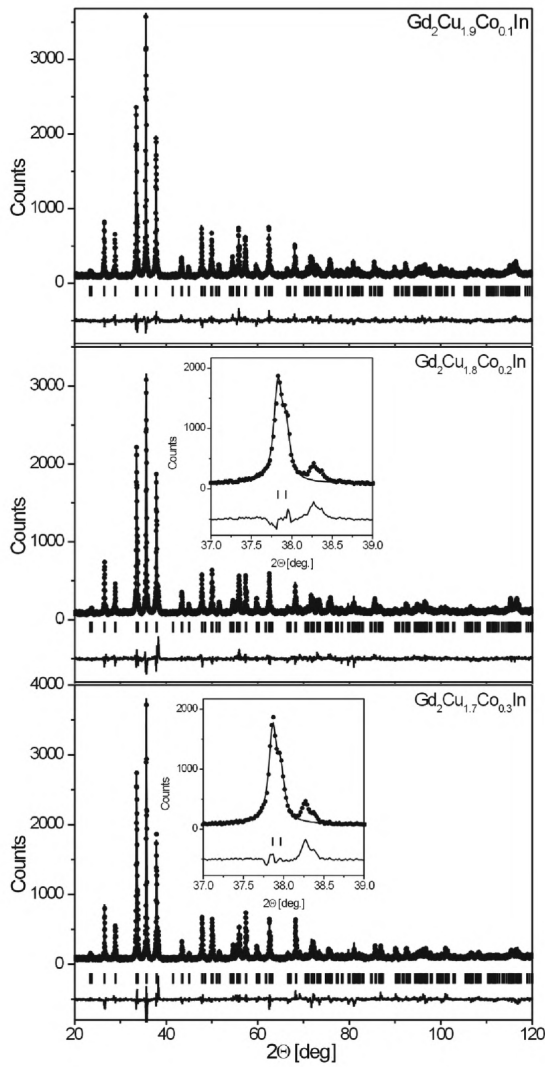 Gd2Cu1.9Co0.1In
3000
2000
1000
0
Counts
Gd2Cu1.8Co0.2In
3000
2000
1000
0
2000
1000
0
Counts
37.0 37.5 38.0 38.5 39.0
2Θ [deg.]
Counts
4000
Gd2Cu1.7Co0.3In
3000
2000
1000
0
2000
1000
0
Counts
37.0 37.5 38.0 38.5 39.0
2Θ [deg.]
Counts
20 40 60 80 100 120
2Θ [deg]